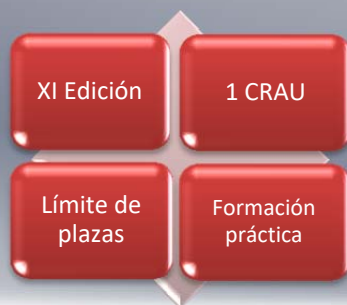 XI Edición
1 CRAU
Límite de
plazas
Formación
práctica